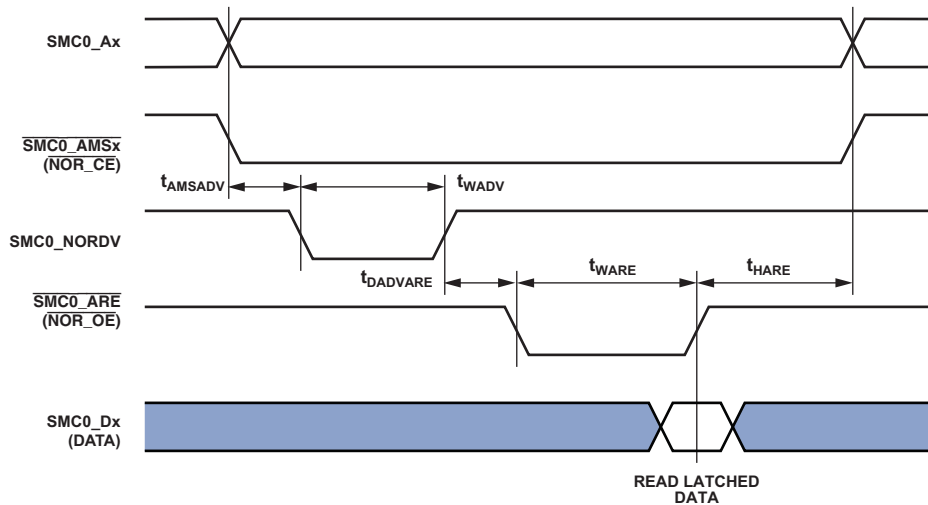 SMC0_Ax
SMC0_AMSx
(NOR_CE)
tAMSADV
tWADV
SMC0_NORDV
tDADVARE
tWARE
tHARE
SMC0_ARE
(NOR_OE)
SMC0_Dx
(DATA)
READ LATCHED
DATA